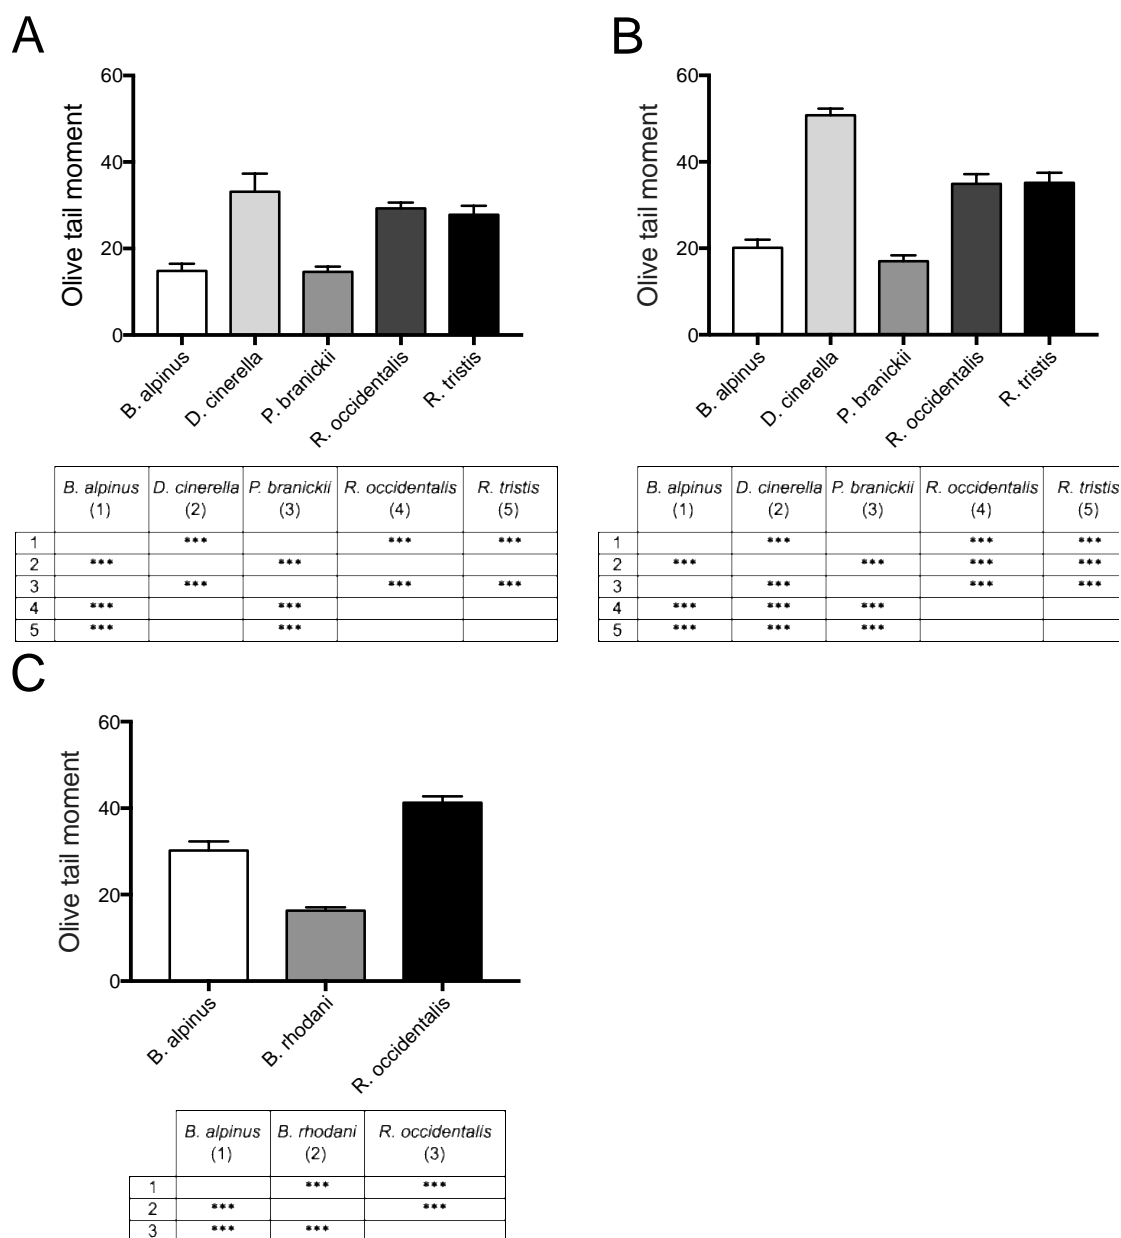 A
60
40
20
0
Olive tail moment
B. alpinus
D. cinerella
P. branickii
R. occidentalis
R. tristis
B. alpinus D. cinerella P. branickii R. occidentalis R. tristis
(1) (2) (3) (4) (5)
1 *** *** ***
2 *** ***
3 *** *** ***
4 *** ***
5 *** ***
B
60
40
20
0
Olive tail moment
B. alpinus
D. cinerella
P. branickii
R. occidentalis
R. tristis
B. alpinus D. cinerella P. branickii R. occidentalis R. tristis
(1) (2) (3) (4) (5)
1 *** *** ***
2 *** *** *** ***
3 *** *** ***
4 *** *** ***
5 *** *** ***
C
60
40
20
0
Olive tail moment
B. alpinus
B. rhodani
R. occidentalis
B. alpinus B. rhodani R. occidentalis
(1) (2) (3)
1 *** ***
2 *** ***
3 *** ***